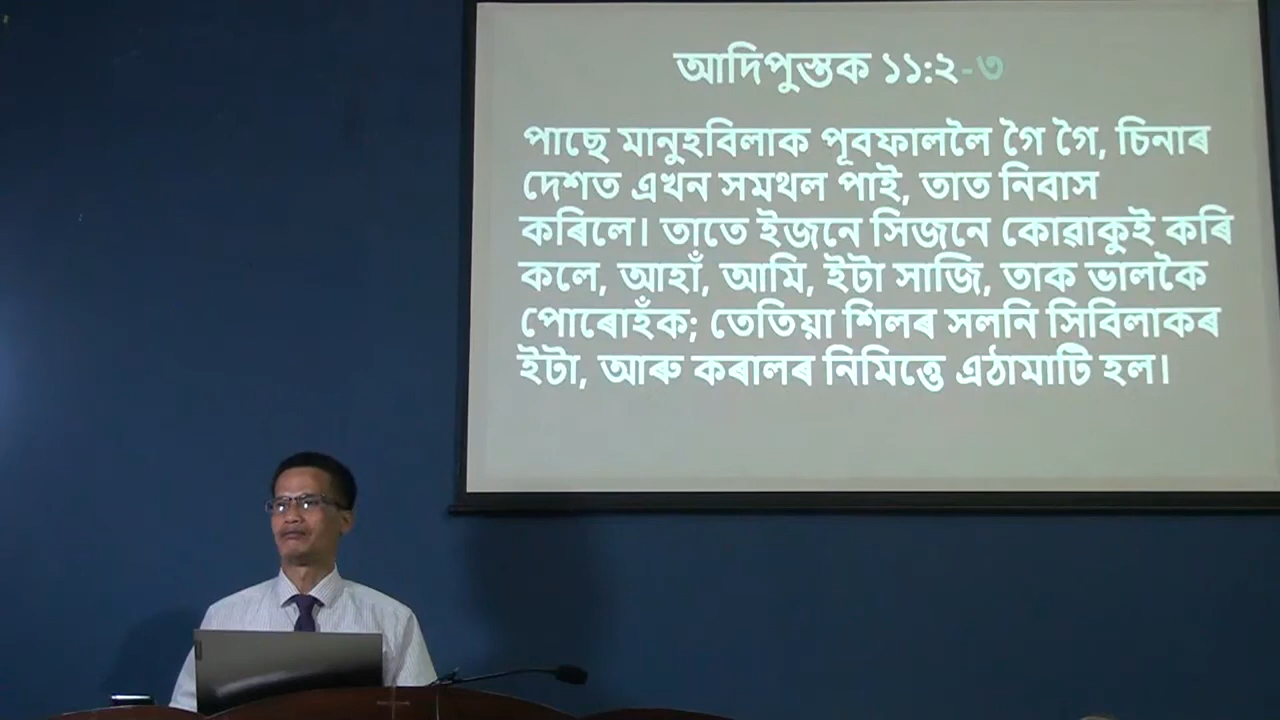 আদিপুস্তক ১১:২-৩
পাছে মানুহবিলাক পূবফাললৈ গৈ গৈ, চিনাৰ
দেশত এখন সমথল পাই, তাত নিবাস
কৰিলে। তাতে ইজনে সিজনে কোৱাকুই কৰি
কলে, আহাঁ, আমি, ইটা সাজি, তাক ভালকৈ
পোৰোহঁক; তেতিয়া শিলৰ সলনি সিবিলাকৰ
ইটা, আৰু কৰালৰ নিমিত্তে এঠামাটি হল।